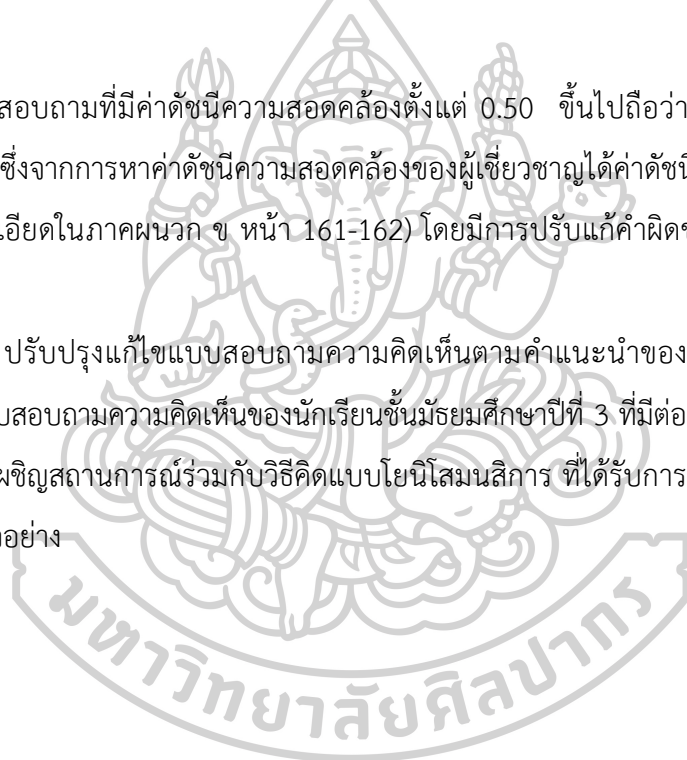 สอบถามที่มีค่าดัชนีความสอดคล้องตั้งแต่ 0.50 ขึ้นไปถือว่า
ซึ่งจากการหาค่าดัชนีความสอดคล้องของผู้เชี่ยวชาญได้ค่าดัชนี
เอียดในภาคผนวก ข หน้า 161-162) โดยมีการปรับแก้คำผิดข
ปรับปรุงแก้ไขแบบสอบถามความคิดเห็นตามคำแนะนำของ
บสอบถามความคิดเห็นของนักเรียนชั้นมัธยมศึกษาปีที่ 3 ที่มีต่อ
ผชิญสถานการณ์ร่วมกับวิธีคิดแบบโยนิโสมนสิการ ที่ได้รับการ
อย่าง
มหาวิทยาลัยศิลปากร